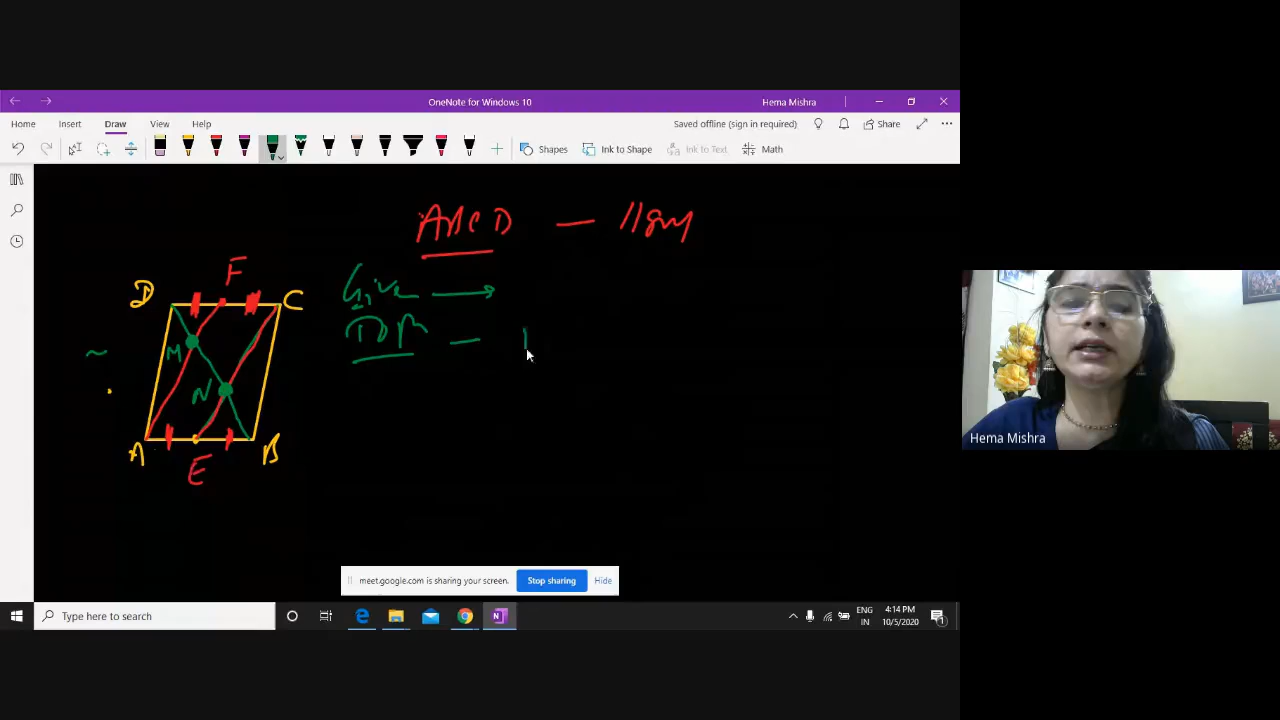 OneNote for Windows 10
Hema Mishra
Home Insert Draw View Help
Saved offline (sign in required)
Share
Shapes
Ink to Shape
Ink to Text
Math
ABCD — ||gm
Given →
F
D C
M
N
A B
E
meet.google.com is sharing your screen.
Stop sharing
Hide
Hema Mishra
Type here to search
ENG
IN
4:14 PM
10/5/2020
1